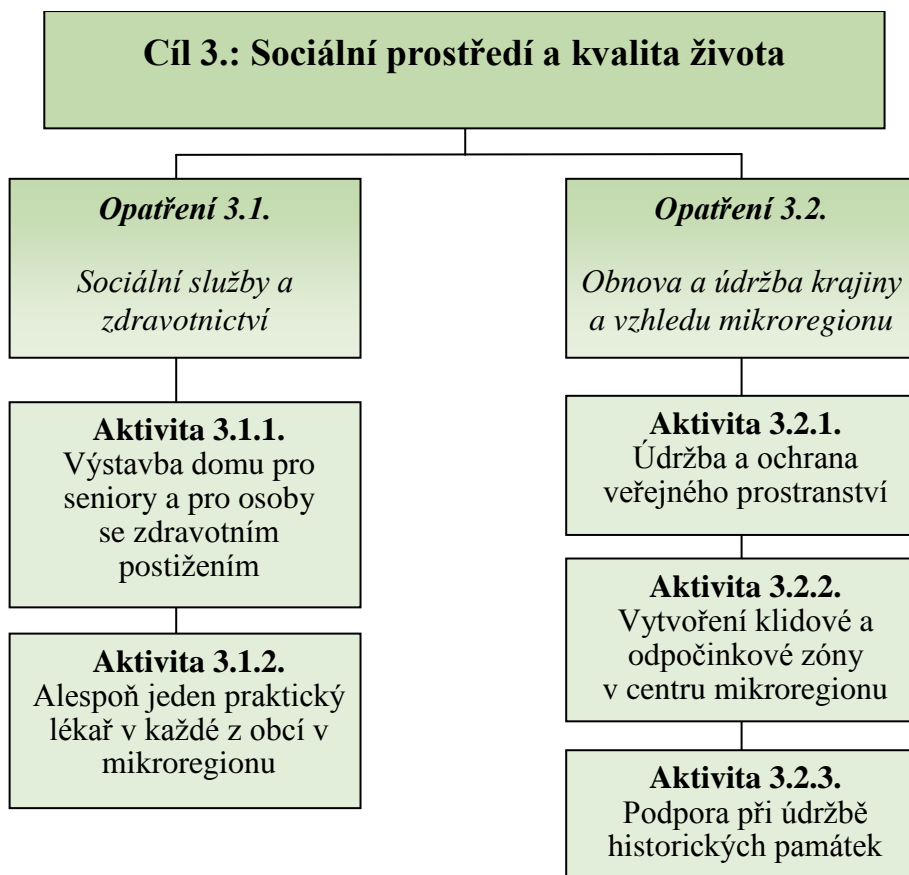 Cíl 3.: Sociální prostředí a kvalita života
Opatření 3.1.
Sociální služby a
zdravotnictví
Aktivita 3.1.1.
Výstavba domu pro
seniory a pro osoby
se zdravotním
postižením
Aktivita 3.1.2.
Alespoň jeden praktický
lékař v každé z obcí v
mikroregionu
Opatření 3.2.
Obnova a údržba krajiny
a vzhledu mikroregionu
Aktivita 3.2.1.
Údržba a ochrana
veřejného prostranství
Aktivita 3.2.2.
Vytvoření klidové a
odpočinkové zóny
v centru mikroregionu
Aktivita 3.2.3.
Podpora při údržbě
historických památek